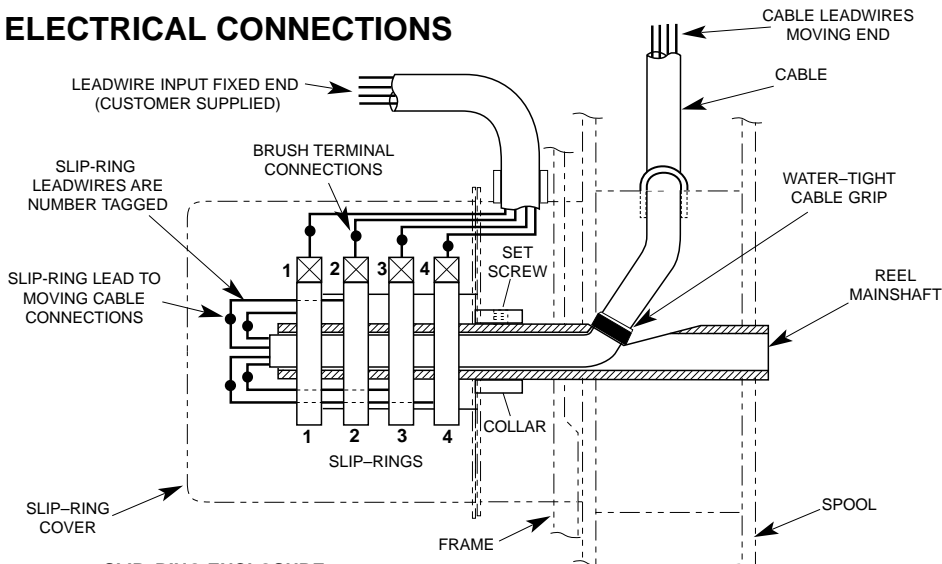 ELECTRICAL CONNECTIONS
CABLE LEADWIRES
MOVING END
LEADWIRE INPUT FIXED END
(CUSTOMER SUPPLIED)
CABLE
BRUSH TERMINAL
CONNECTIONS
SLIP-RING
LEADWIRES ARE
NUMBER TAGGED
WATER–TIGHT
CABLE GRIP
SET
SCREW
1 2 3 4
SLIP-RING LEAD TO
MOVING CABLE
CONNECTIONS
REEL
MAINSHAFT
COLLAR
1 2 3 4
SLIP–RINGS
SLIP–RING
COVER
SPOOL
FRAME